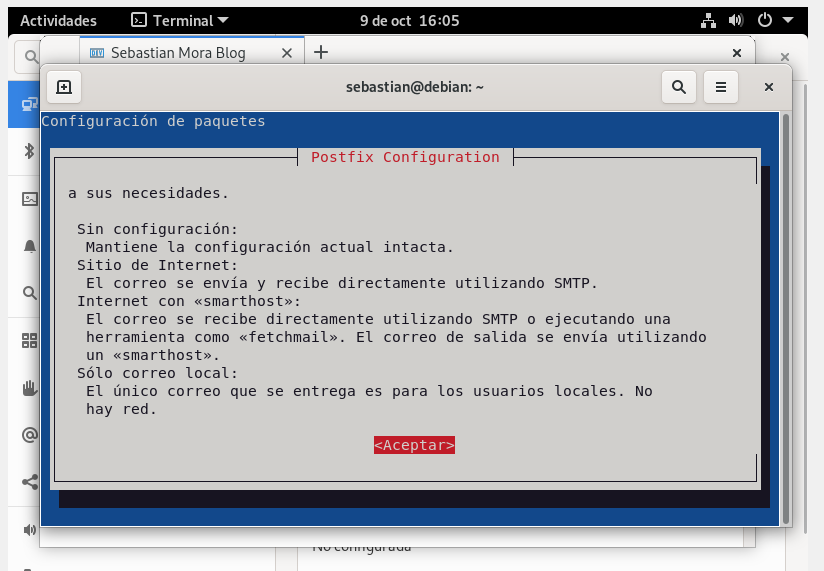 Actividades
Terminal
9 de oct 16:05
Sebastian Mora Blog
sebastian@debian: ~
Configuración de paquetes
Postfix Configuration
a sus necesidades.
Sin configuración:
Mantiene la configuración actual intacta.
Sitio de Internet:
El correo se envía y recibe directamente utilizando SMTP.
Internet con «smarthost»:
El correo se recibe directamente utilizando SMTP o ejecutando una
herramienta como «fetchmail». El correo de salida se envía utilizando
un «smarthost».
Sólo correo local:
El único correo que se entrega es para los usuarios locales. No
hay red.
<Aceptar>
No configurada